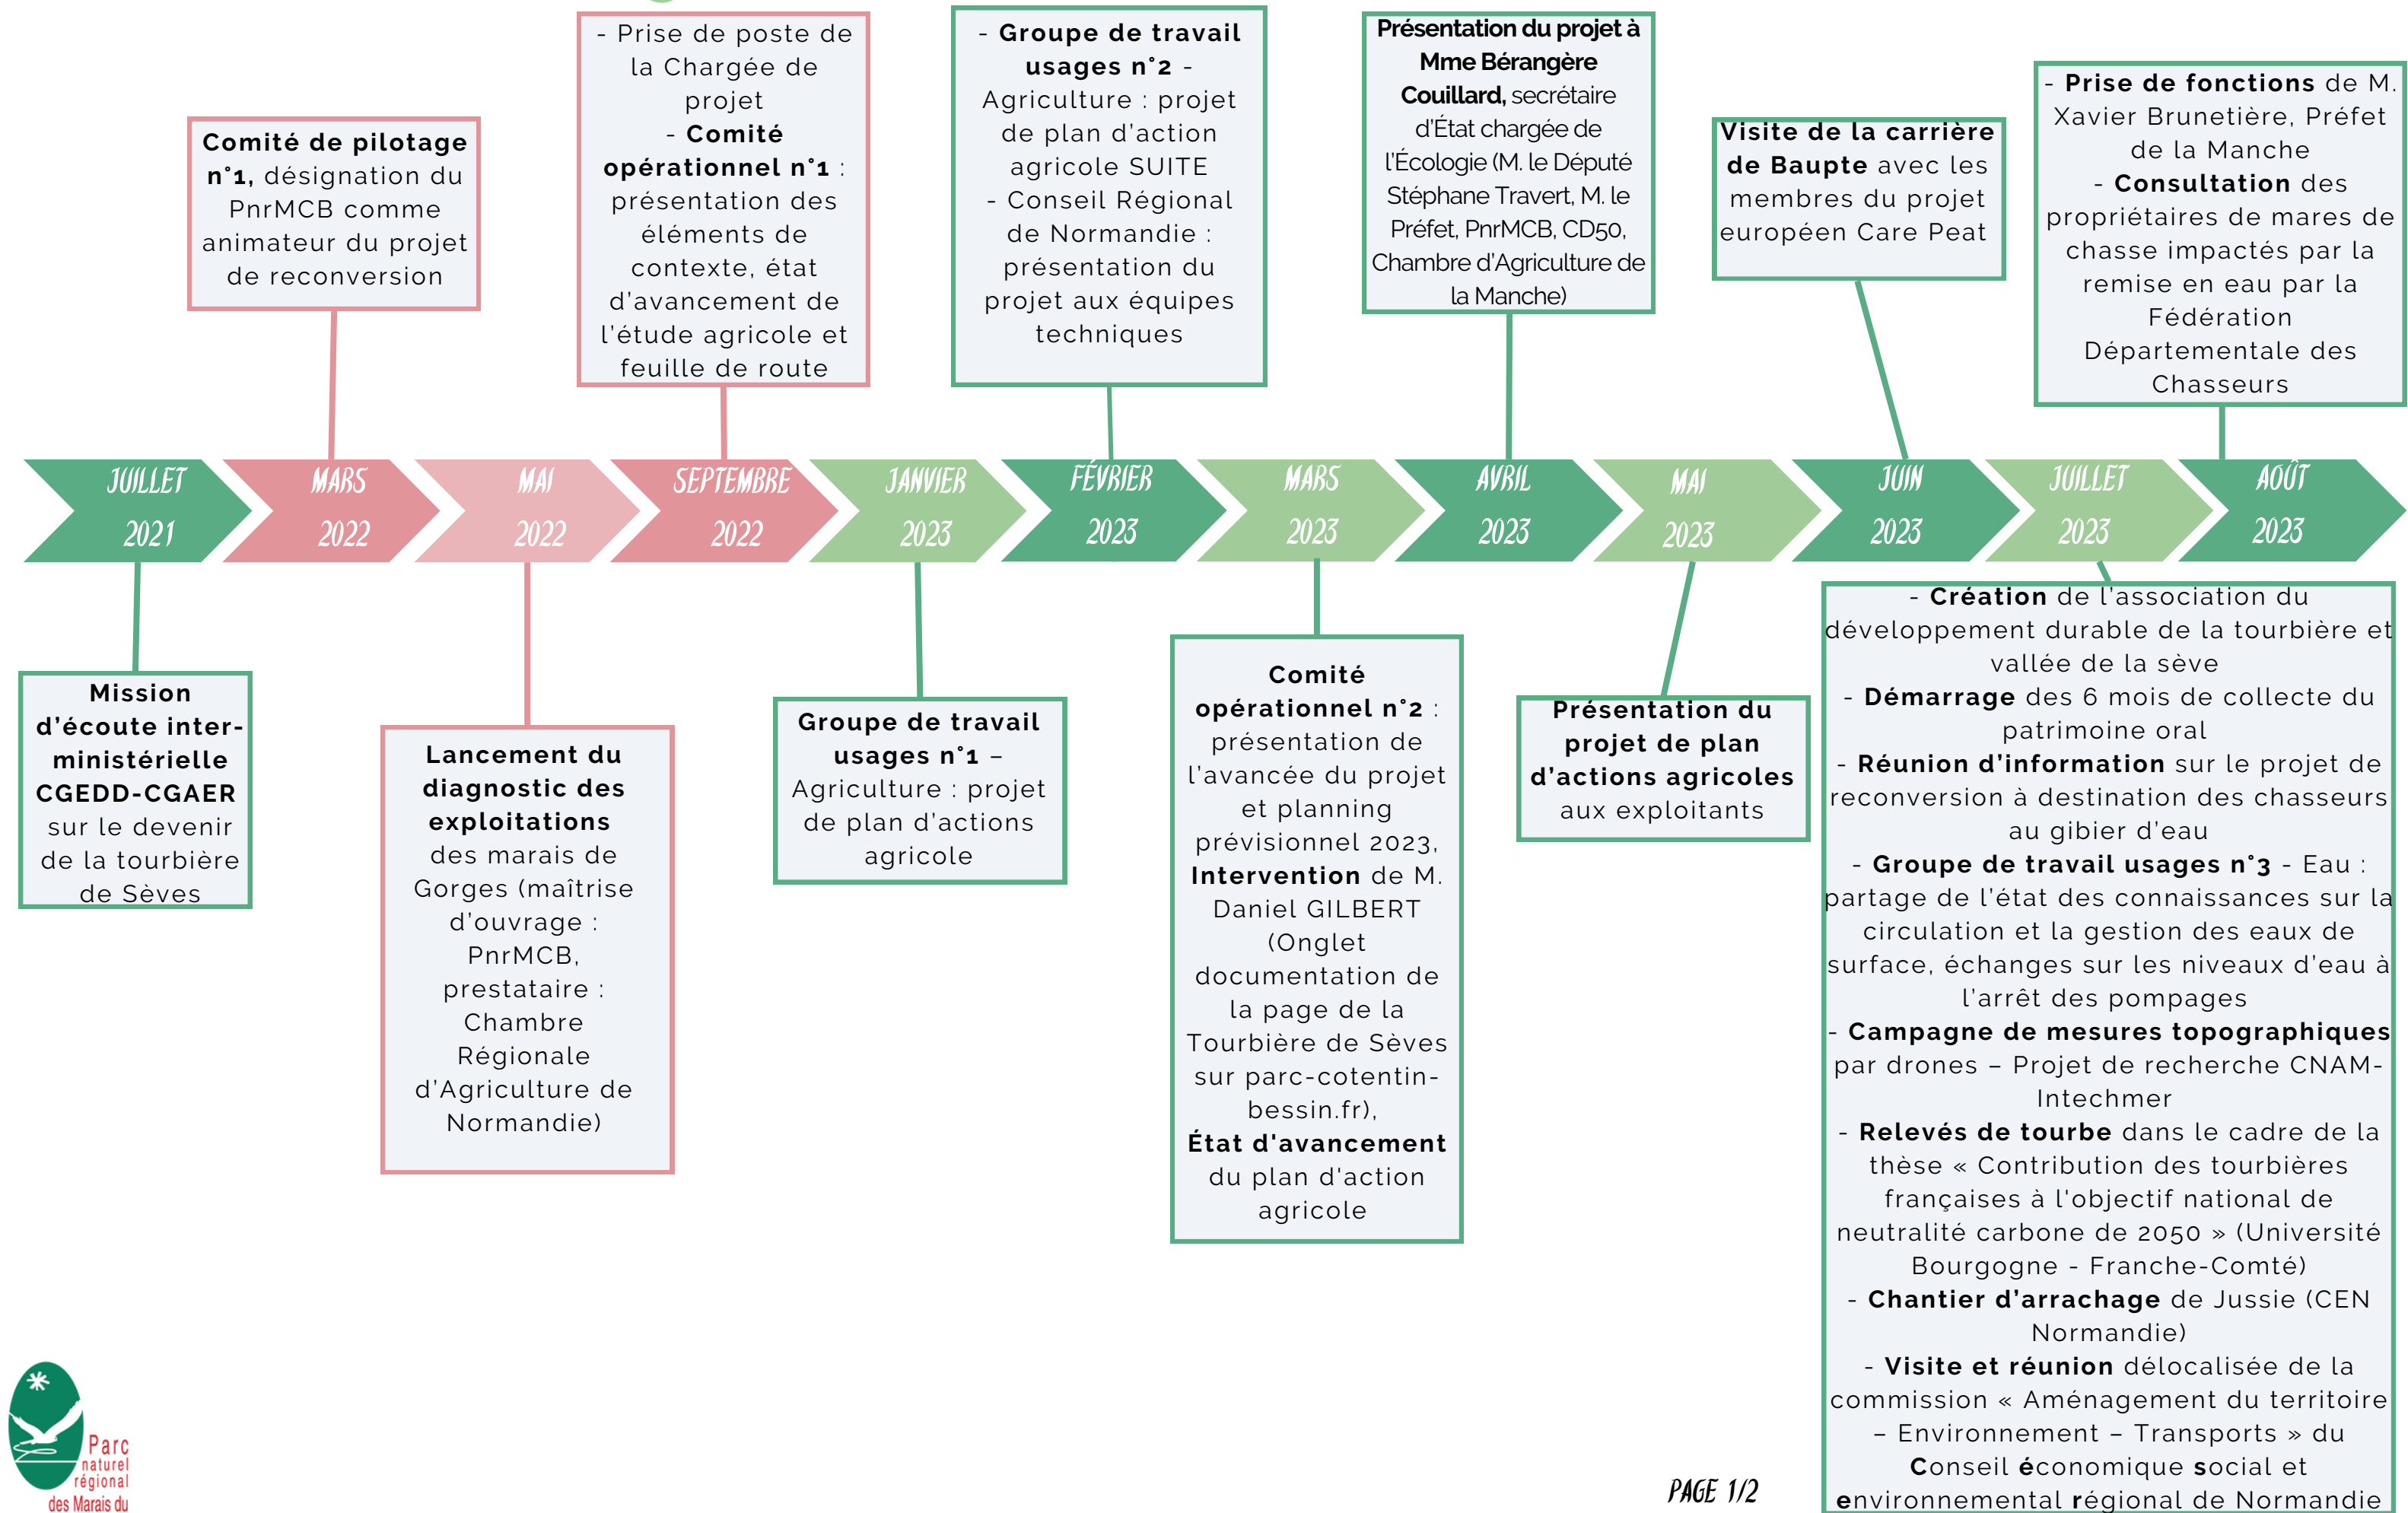 - Prise de poste de
la Chargée de
projet
- Comité
opérationnel n°1 :
présentation des
éléments de
contexte, état
d'avancement de
l'étude agricole et
feuille de route
- Groupe de travail
usages n°2 -
Agriculture : projet
de plan d'action
agricole SUITE
- Conseil Régional
de Normandie :
présentation du
projet aux équipes
techniques
Présentation du projet à
Mme Bérangère
Couillard, secrétaire
d'État chargée de
l'Écologie (M. le Député
Stéphane Travert, M. le
Préfet, PnrMCB, CD50,
Chambre d'Agriculture de
la Manche)
- Prise de fonctions de M.
Xavier Brunetière, Préfet
de la Manche
- Consultation des
propriétaires de mares de
chasse impactés par la
remise en eau par la
Fédération
Départementale des
Chasseurs
Comité de pilotage
n°1, désignation du
PnrMCB comme
animateur du projet
de reconversion
Visite de la carrière
de Baupte avec les
membres du projet
européen Care Peat
JUILLET
2021
MARS
2022
MAI
2022
SEPTEMBRE
2022
JANVIER
2023
FÉVRIER
2023
MARS
2023
AVRIL
2023
MAI
2023
JUIN
2023
JUILLET
2023
AOÛT
2023
Mission
d'écoute inter-
ministérielle
CGEDD-CGAER
sur le devenir
de la tourbière
de Sèves
Lancement du
diagnostic des
exploitations
des marais de
Gorges (maîtrise
d'ouvrage :
PnrMCB,
prestataire :
Chambre
Régionale
d'Agriculture de
Normandie)
Groupe de travail
usages n°1 –
Agriculture : projet
de plan d'actions
agricole
Comité
opérationnel n°2 :
présentation de
l'avancée du projet
et planning
prévisionnel 2023,
Intervention de M.
Daniel GILBERT
(Onglet
documentation de
la page de la
Tourbière de Sèves
sur parc-cotentin-
bessin.fr),
État d'avancement
du plan d'action
agricole
Présentation du
projet de plan
d'actions agricoles
aux exploitants
- Création de l'association du
développement durable de la tourbière et
vallée de la sève
- Démarrage des 6 mois de collecte du
patrimoine oral
- Réunion d'information sur le projet de
reconversion à destination des chasseurs
au gibier d'eau
- Groupe de travail usages n°3 - Eau :
partage de l'état des connaissances sur la
circulation et la gestion des eaux de
surface, échanges sur les niveaux d'eau à
l'arrêt des pompages
- Campagne de mesures topographiques
par drones – Projet de recherche CNAM-
Intechmer
- Relevés de tourbe dans le cadre de la
thèse « Contribution des tourbières
françaises à l'objectif national de
neutralité carbone de 2050 » (Université
Bourgogne - Franche-Comté)
- Chantier d'arrachage de Jussie (CEN
Normandie)
- Visite et réunion délocalisée de la
commission « Aménagement du territoire
– Environnement – Transports » du
Conseil économique social et
environnemental régional de Normandie
Parc
naturel
régional
des Marais du
PAGE 1/2